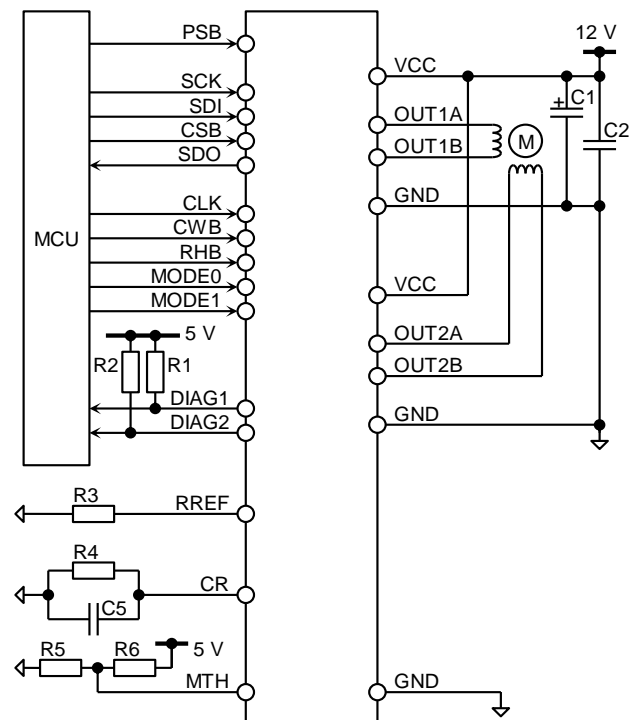 PSB
12 V
VCC
SCK
C1
SDI
OUT1A
CSB
C2
M
SDO
OUT1B
CLK
GND
MCU
CWB
RHB
MODE0
VCC
MODE1
5 V
OUT2A
R2
R1
OUT2B
DIAG1
DIAG2
GND
R3
RREF
R4
CR
C5
R5
R6
5 V
MTH
GND